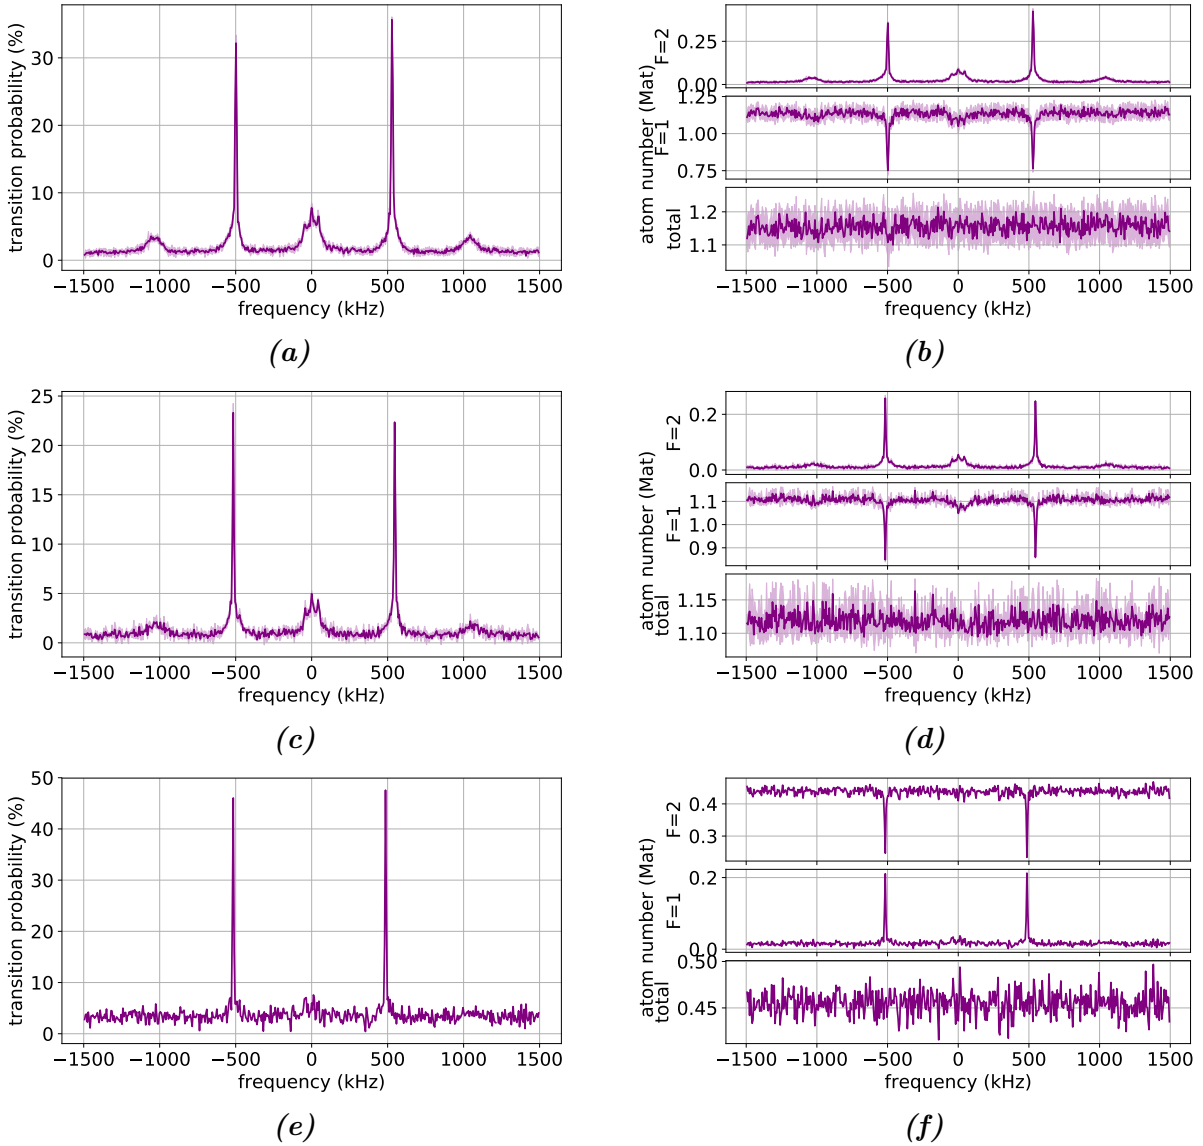 transition probability (%)
30
20
10
0
−1500 −1000 −500 0 500 1000 1500
frequency (kHz)
(a)
atom number (Mat)
F=2
0.25
0.00
F=1
1.25
1.00
0.75
total
1.2
1.1
−1500 −1000 −500 0 500 1000 1500
frequency (kHz)
(b)
transition probability (%)
25
20
15
10
5
0
−1500 −1000 −500 0 500 1000 1500
frequency (kHz)
(c)
atom number (Mat)
F=2
0.2
0.0
F=1
1.1
1.0
0.9
total
1.15
1.10
−1500 −1000 −500 0 500 1000 1500
frequency (kHz)
(d)
transition probability (%)
50
40
30
20
10
0
−1500 −1000 −500 0 500 1000 1500
frequency (kHz)
(e)
atom number (Mat)
F=2
0.4
0.3
F=1
0.2
0.0
total
0.50
0.45
−1500 −1000 −500 0 500 1000 1500
frequency (kHz)
(f)